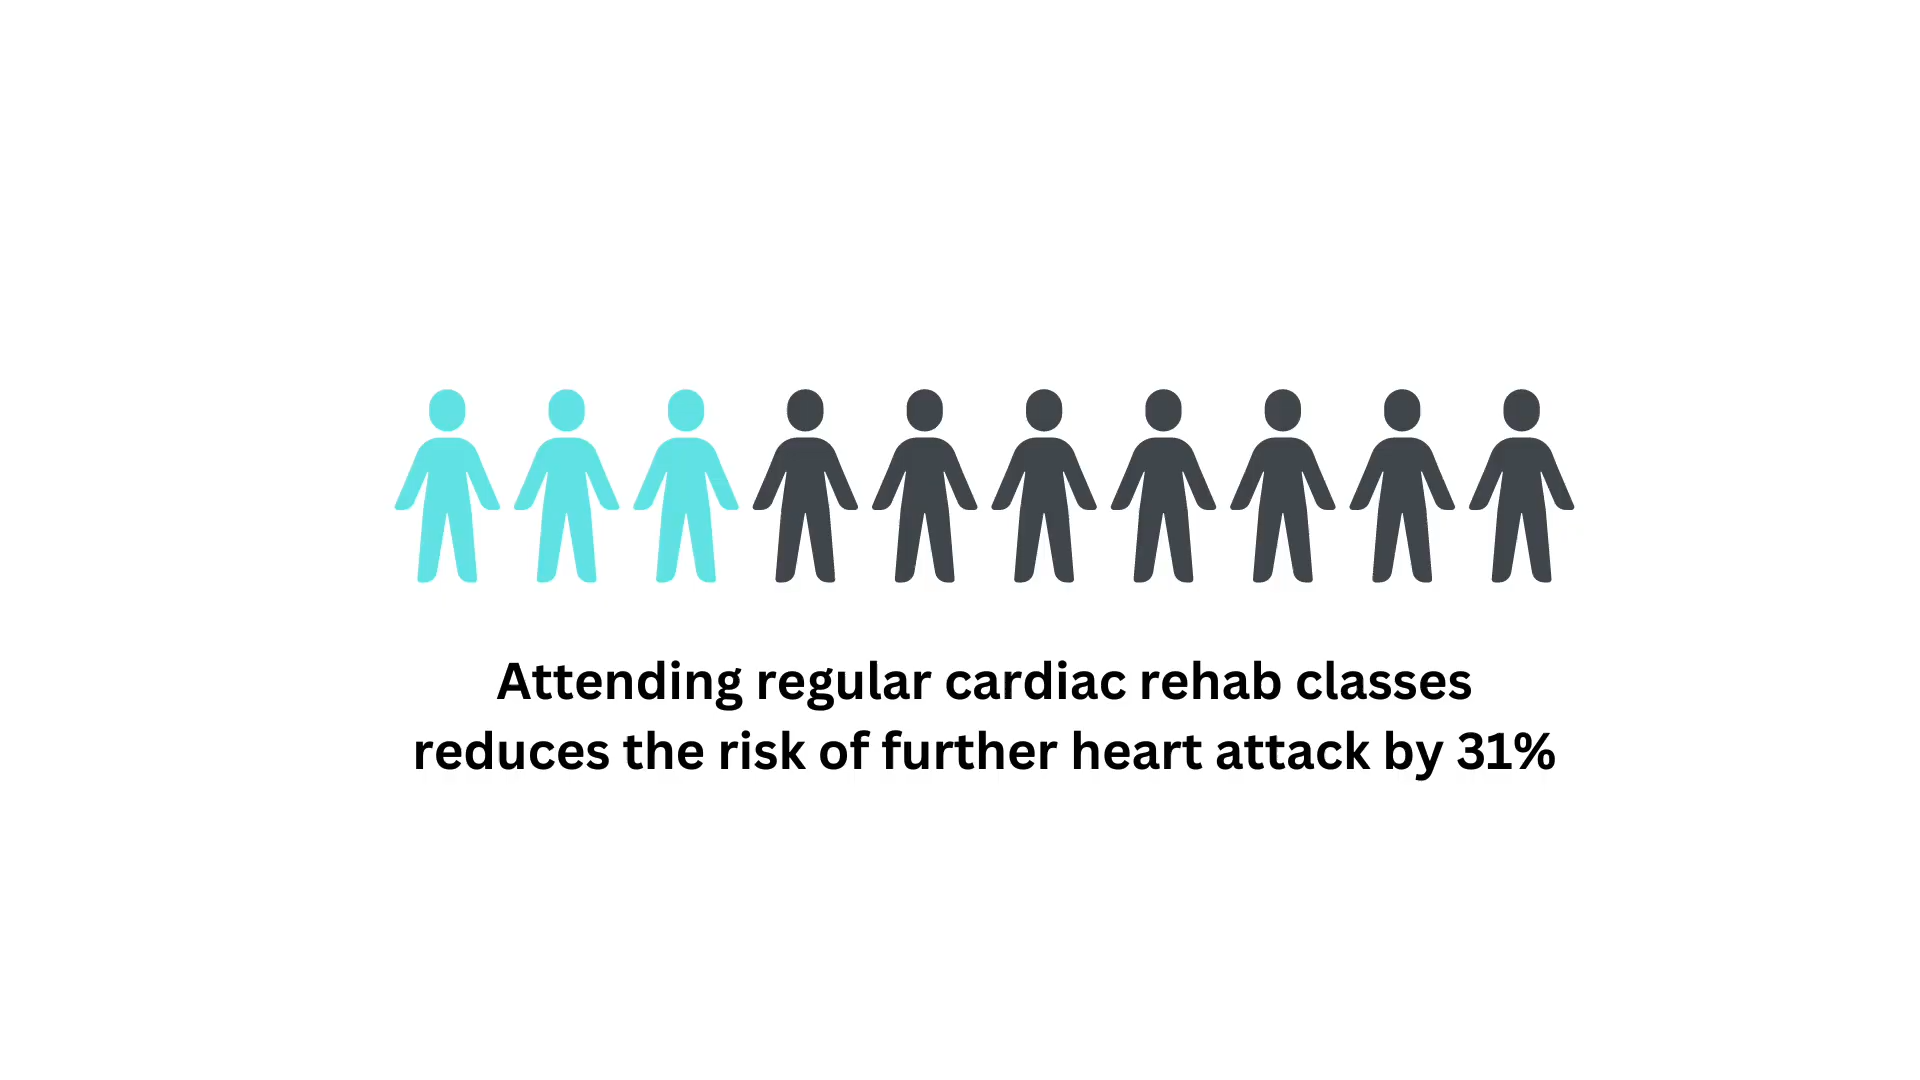 Attending regular cardiac rehab classes
reduces the risk of further heart attack by 31%